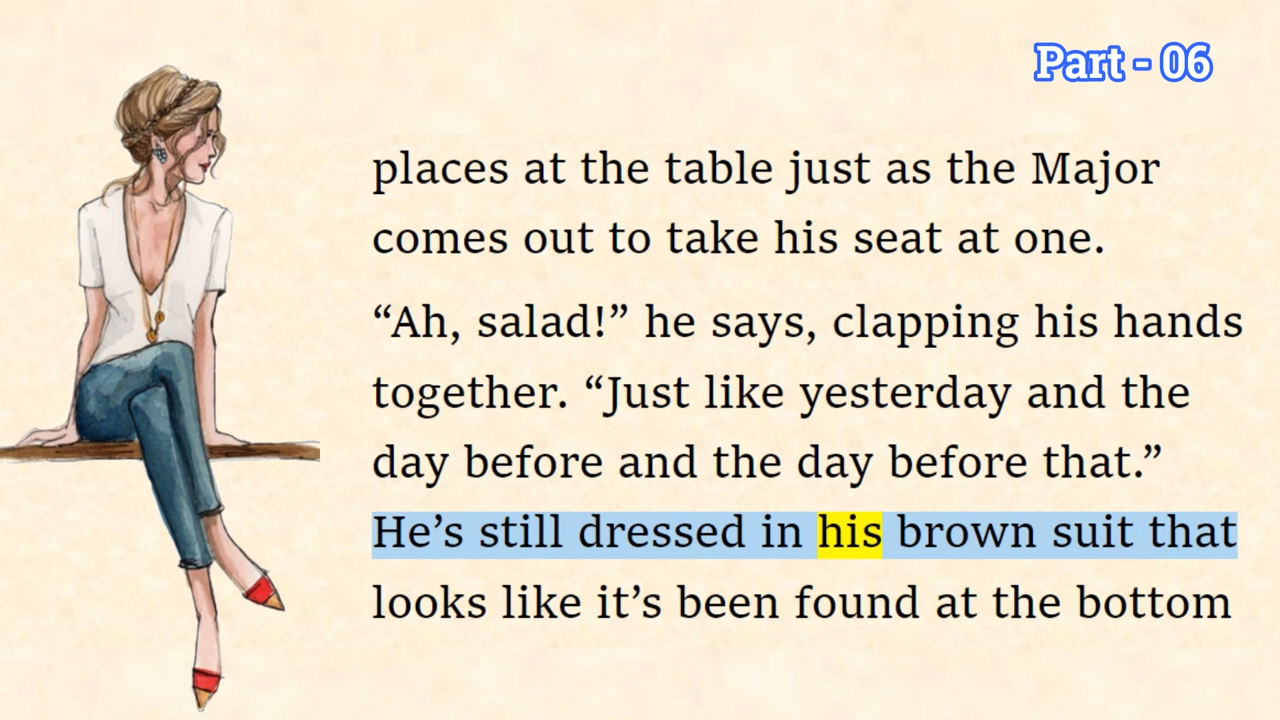 Part - 06
places at the table just as the Major
comes out to take his seat at one.
“Ah, salad!” he says, clapping his hands
together. “Just like yesterday and the
day before and the day before that.”
He’s still dressed in his brown suit that
looks like it’s been found at the bottom